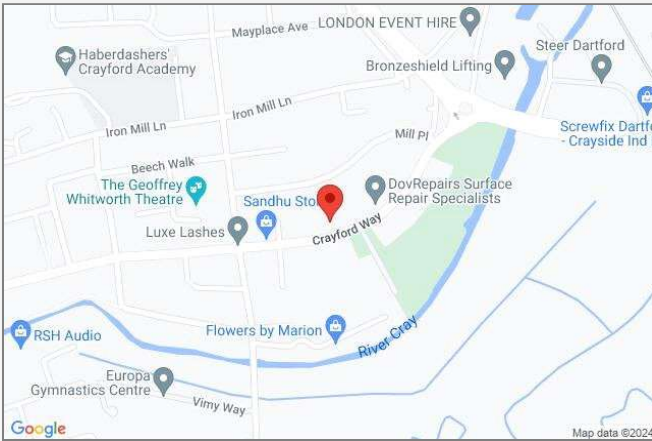 LONDON EVENT HIRE
Mayplace Ave
Haberdashers'
Crayford Academy
Steer Dartford
Bronzeshield Lifting
Iron Mill Ln
Screwfix Dartfo
- Crayside Ind
Mill Pl
Iron Mill Ln
Beech Walk
The Geoffrey
Whitworth Theatre
DovRepairs Surface
Repair Specialists
Sandhu Sto
Luxe Lashes
Crayford Way
RSH Audio
Flowers by Marion
River Cray
Europa
Gymnastics Centre
Vimy Way
Google
Map data ©2024